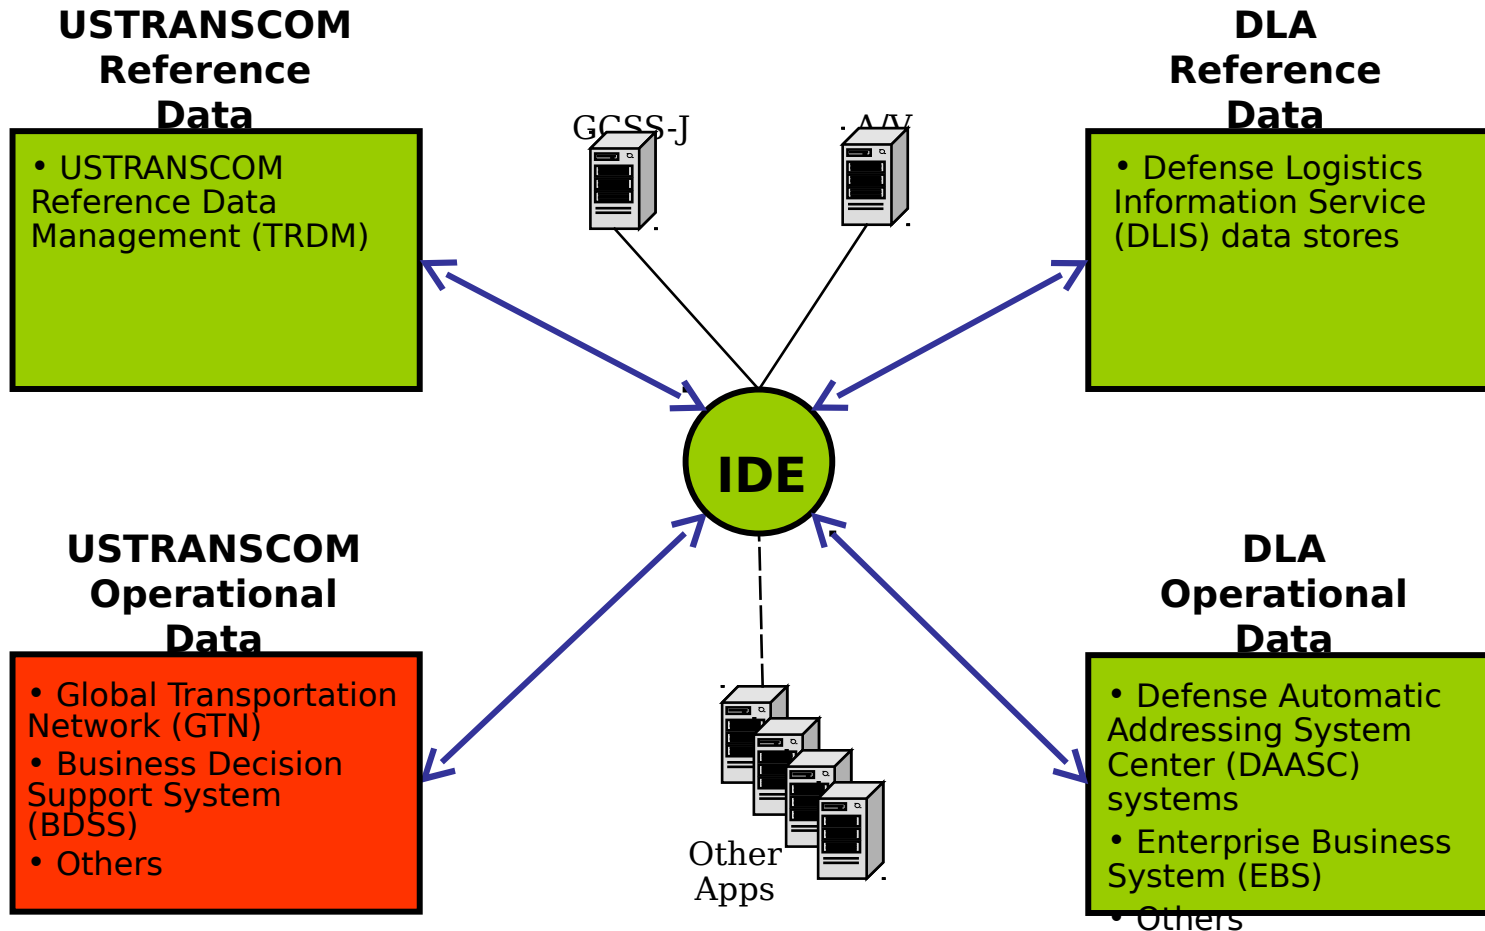 USTRANSCOM
Reference
Data
• USTRANSCOM
Reference Data
Management (TRDM)
GCSS-J
A/V
DLA
Reference
Data
• Defense Logistics
Information Service
(DLIS) data stores
IDE
USTRANSCOM
Operational
Data
• Global Transportation
Network (GTN)
• Business Decision
Support System
(BDSS)
• Others
Other
Apps
DLA
Operational
Data
• Defense Automatic
Addressing System
Center (DAASC)
systems
• Enterprise Business
System (EBS)
• Others